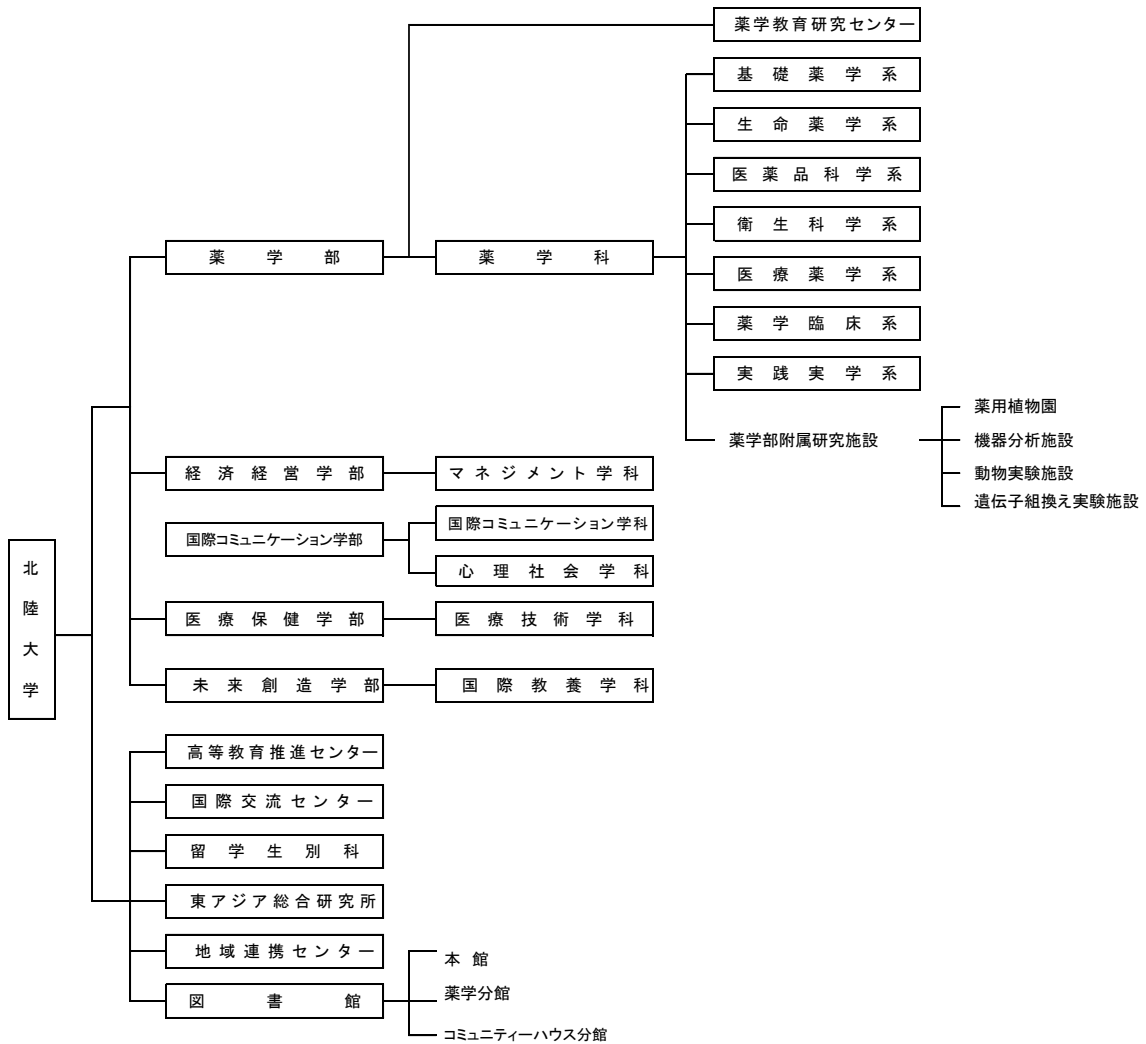 薬学教育研究センター
基礎薬学系
生命薬学系
医薬品科学系
衛生科学系
薬学部
薬学科
医療薬学系
薬学臨床系
実践実学系
薬学部附属研究施設
薬用植物園
機器分析施設
動物実験施設
遺伝子組換え実験施設
経済経営学部
マネジメント学科
国際コミュニケーション学部
国際コミュニケーション学科
心理社会学科
北陸大学
医療保健学部
医療技術学科
未来創造学部
国際教養学科
高等教育推進センター
国際交流センター
留学生別科
東アジア総合研究所
地域連携センター
図書館
本館
薬学分館
コミュニティーハウス分館